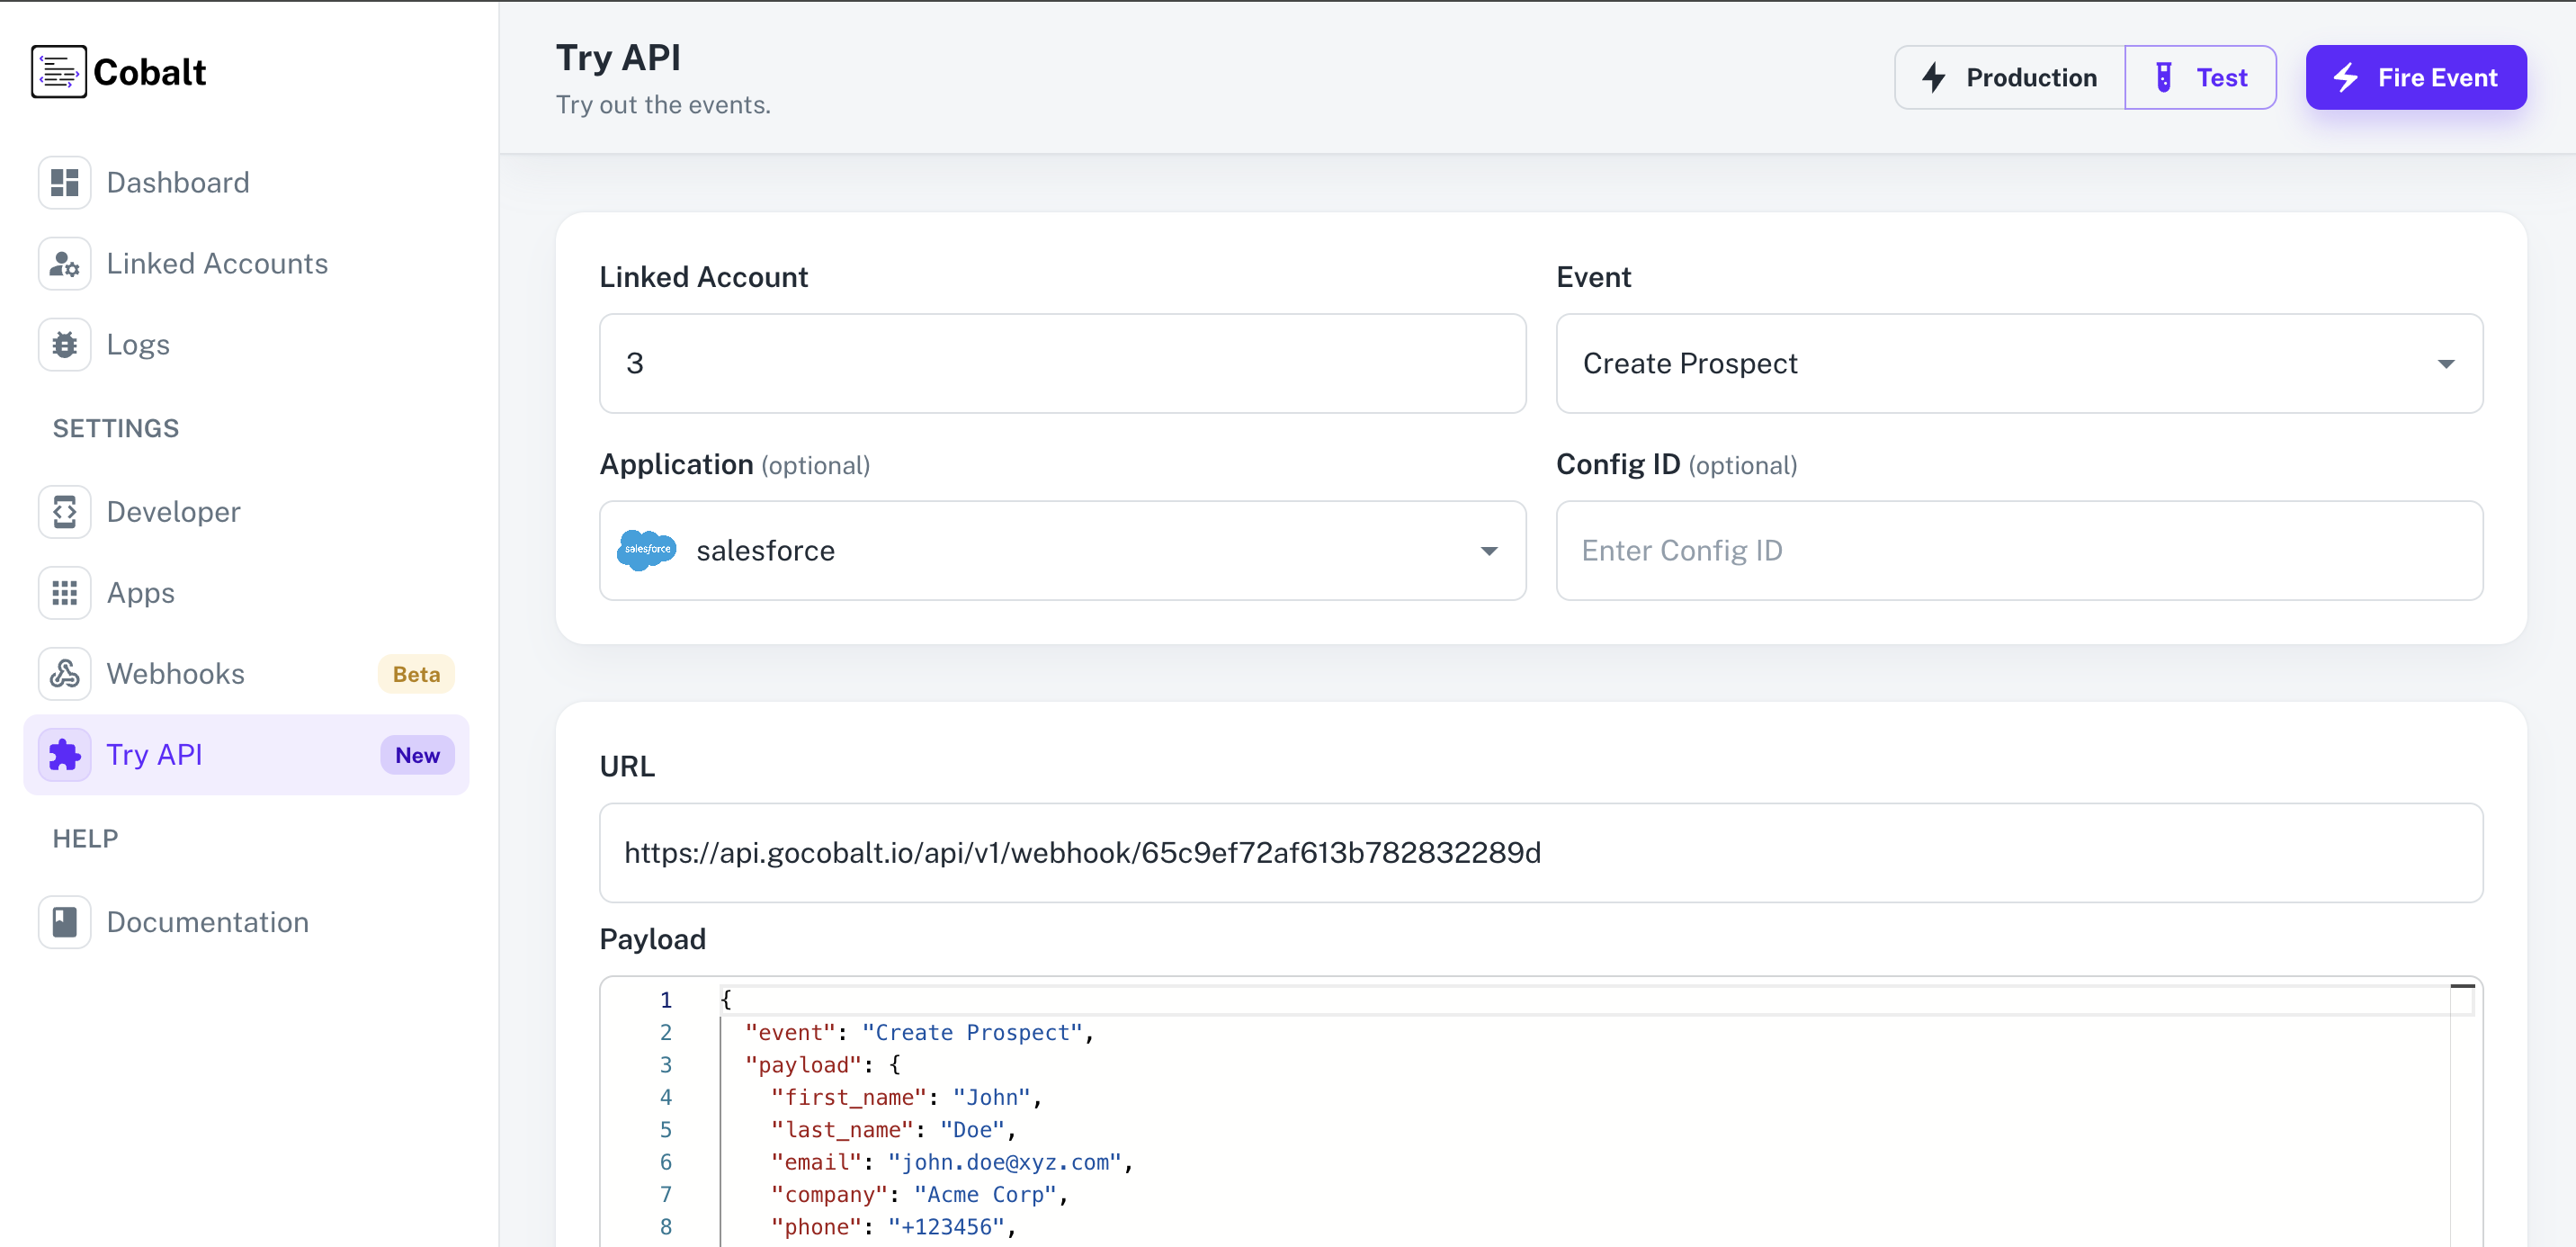 Cobalt
Dashboard
Linked Accounts
Logs
SETTINGS
Developer
Apps
Webhooks Beta
Try API New
HELP
Documentation
Try API
Try out the events.
Production Test Fire Event
Linked Account
3
Event
Create Prospect
Application (optional)
salesforce salesforce
Config ID (optional)
Enter Config ID
URL
https://api.gocobalt.io/api/v1/webhook/65c9ef72af613b782832289d
Payload
1 {
2 "event": "Create Prospect",
3 "payload": {
4 "first_name": "John",
5 "last_name": "Doe",
6 "email": "john.doe@xyz.com",
7 "company": "Acme Corp",
8 "phone": "+123456",